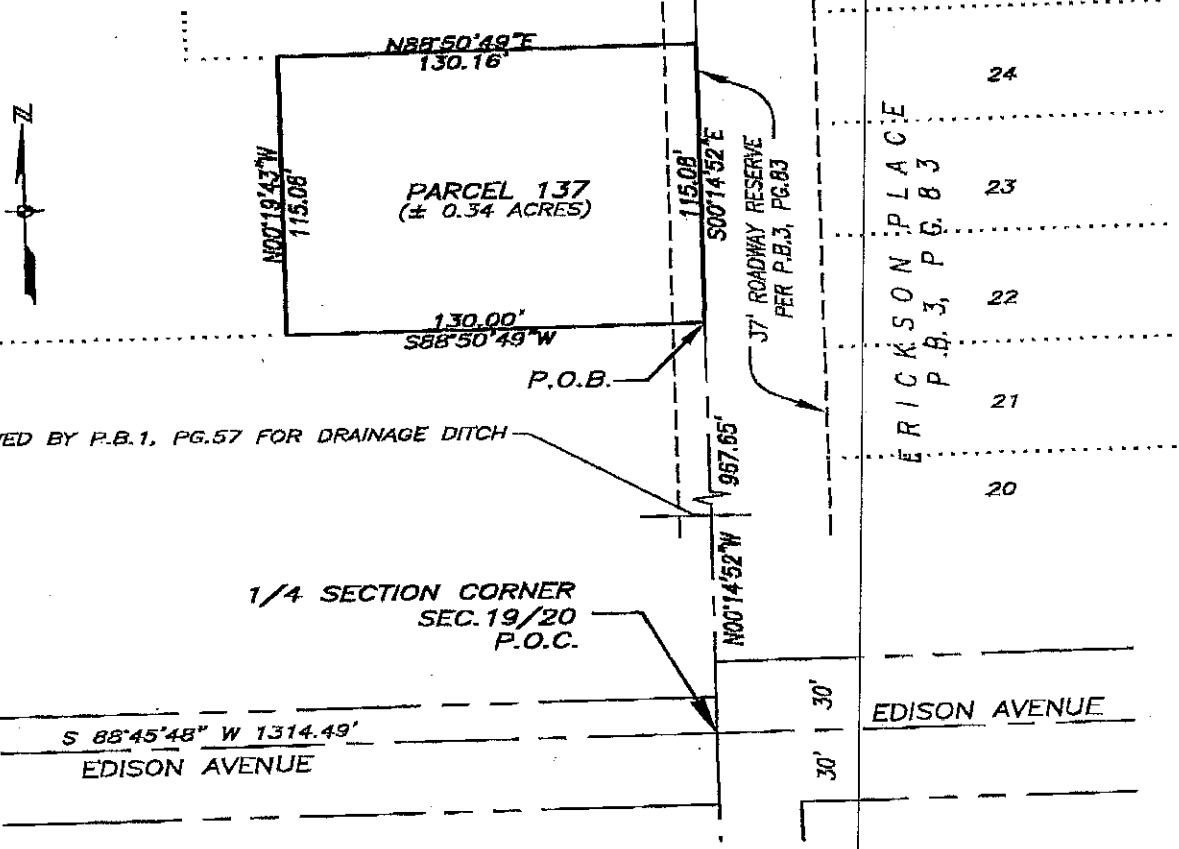 N88°50'49"E
130.16'
24
Z
N00°19'43"W
115.08'
PARCEL 137
(± 0.34 ACRES)
115.08'
S00°14'52"E
37' ROADWAY RESERVE
PER P.B.3, PG.83
ERICKSON PLACE
P.B. 3, PG. 83
23
22
130.00'
S88°50'49"W
P.O.B.
21
VED BY P.B.1, PG.57 FOR DRAINAGE DITCH
967.65'
20
N00°14'52"W
1/4 SECTION CORNER
SEC.19/20
P.O.C.
30'
EDISON AVENUE
S 88°45'48" W 1314.49'
EDISON AVENUE
30'